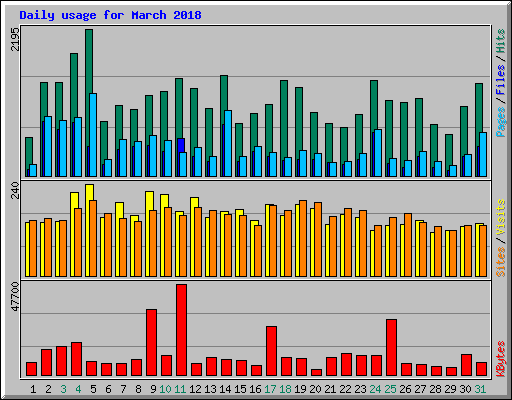 Daily usage for March 2018
2195
Pages / Files / Hits
240
Sites / Visits
47700
KBytes
1 2 3 4 5 6 7 8 9 10 11 12 13 14 15 16 17 18 19 20 21 22 23 24 25 26 27 28 29 30 31